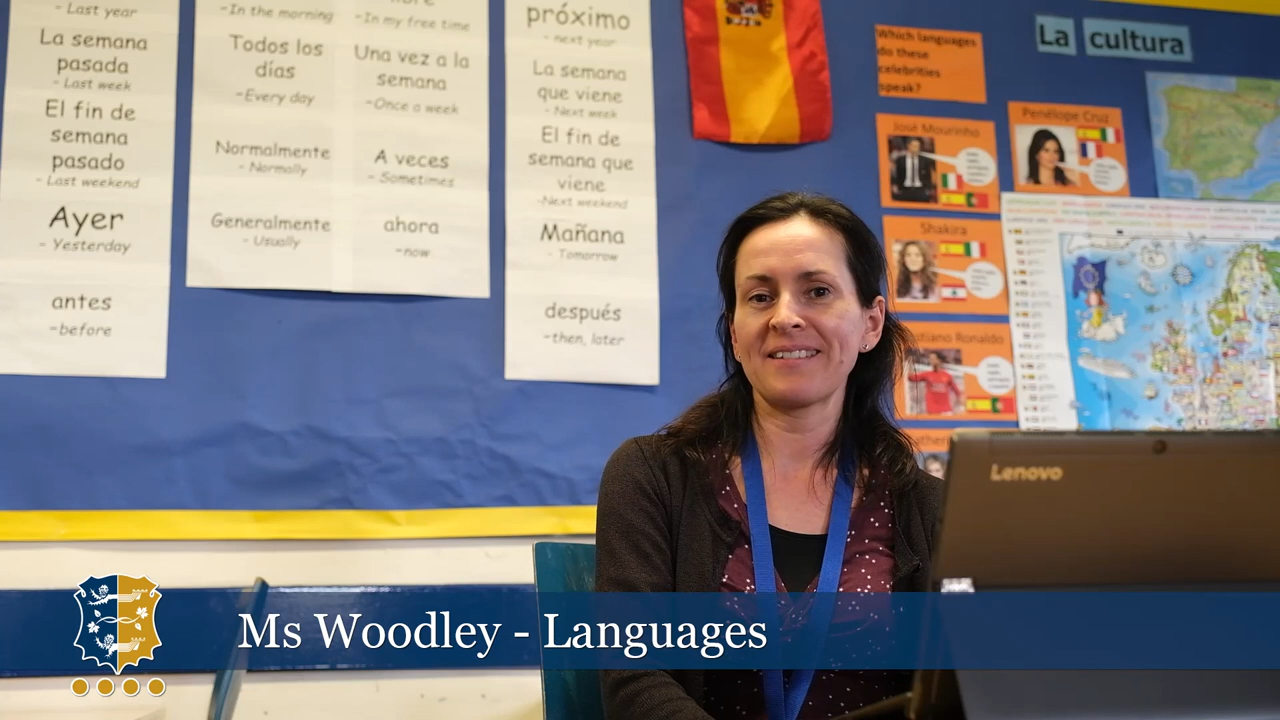 - Last year
La semana
pasada
- Last week
El fin de
semana
pasado
- Last weekend
Ayer
- Yesterday
antes
-before
-In the morning
Todos los
días
-Every day
Normalmente
- Normally
Generalmente
- Usually
libre
-In my free time
Una vez a la
semana
-Once a week
A veces
- Sometimes
ahora
-now
próximo
- next year
La semana
que viene
- Next week
El fin de
semana que
viene
-Next weekend
Mañana
- Tomorrow
después
-then, later
Which languages
do these
celebrities
speak?
La cultura
José Mourinho
Penélope Cruz
Shakira
Ronaldo
Lenovo
Ms Woodley - Languages